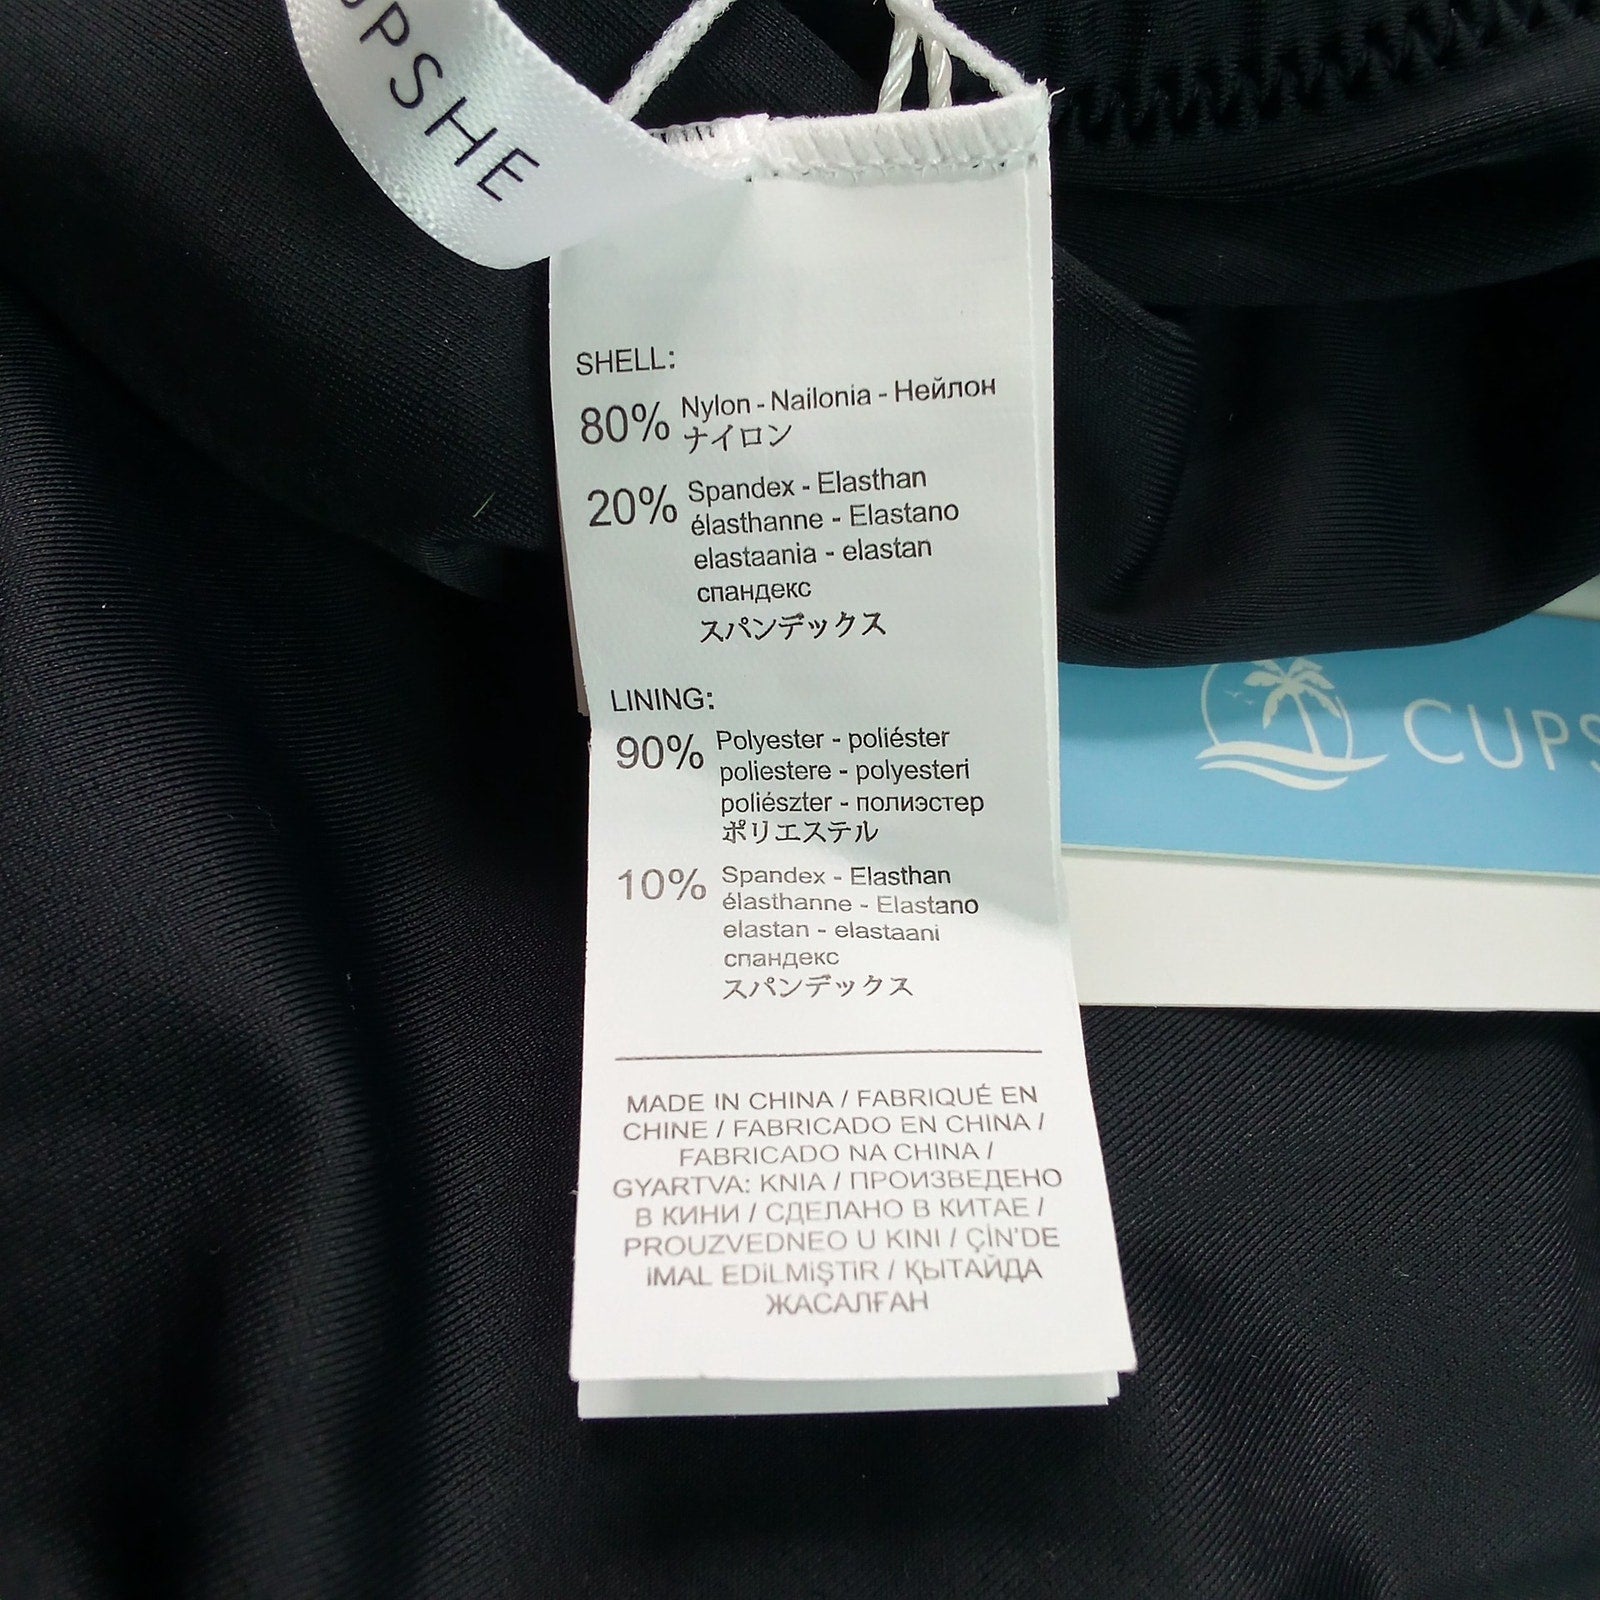 UPSHE
SHELL:
80% Nylon - Nailonia - Нейлон
ナイロン
20% Spandex - Elasthan
élasthanne - Elastano
elastaania - elastan
спандекс
スパンデックス
LINING:
90% Polyester - poliéster
poliestere - polyesteri
poliészter - полиэстер
ポリエステル
10% Spandex - Elasthan
élasthanne - Elastano
elastan - elastaani
спандекс
スパンデックス
MADE IN CHINA / FABRIQUÉ EN
CHINE / FABRICADO EN CHINA /
FABRICADO NA CHINA /
GYARTVA: KNIA / ПРОИЗВЕДЕНО
В КИНИ / СДЕЛАНО В КИТАЕ /
PROUZVEDNEO U KINI / ÇİN'DE
İMAL EDİLMİŞTİR / ҚЫТАЙДА
ЖАСАЛҒАН
CUPS